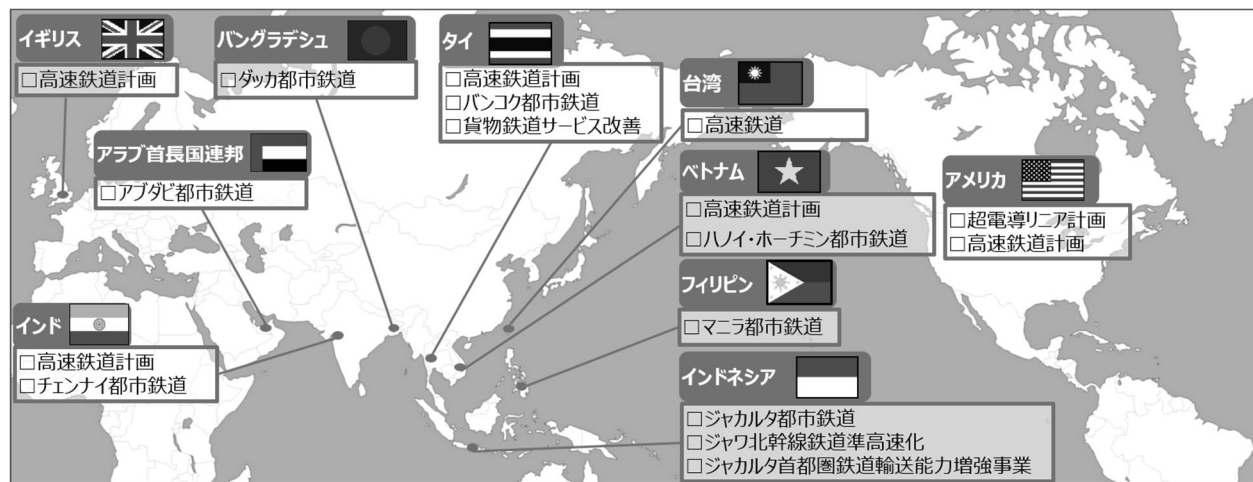 イギリス
□高速鉄道計画
バングラデシュ
□ダッカ都市鉄道
タイ
□高速鉄道計画
□バンコク都市鉄道
□貨物鉄道サービス改善
台湾
□高速鉄道
アラブ首長国連邦
□アブダビ都市鉄道
ベトナム
□高速鉄道計画
□ハノイ・ホーチミン都市鉄道
アメリカ
□超電導リニア計画
□高速鉄道計画
フィリピン
□マニラ都市鉄道
インド
□高速鉄道計画
□チェンナイ都市鉄道
インドネシア
□ジャカルタ都市鉄道
□ジャワ北幹線鉄道準高速化
□ジャカルタ首都圏鉄道輸送能力増強事業